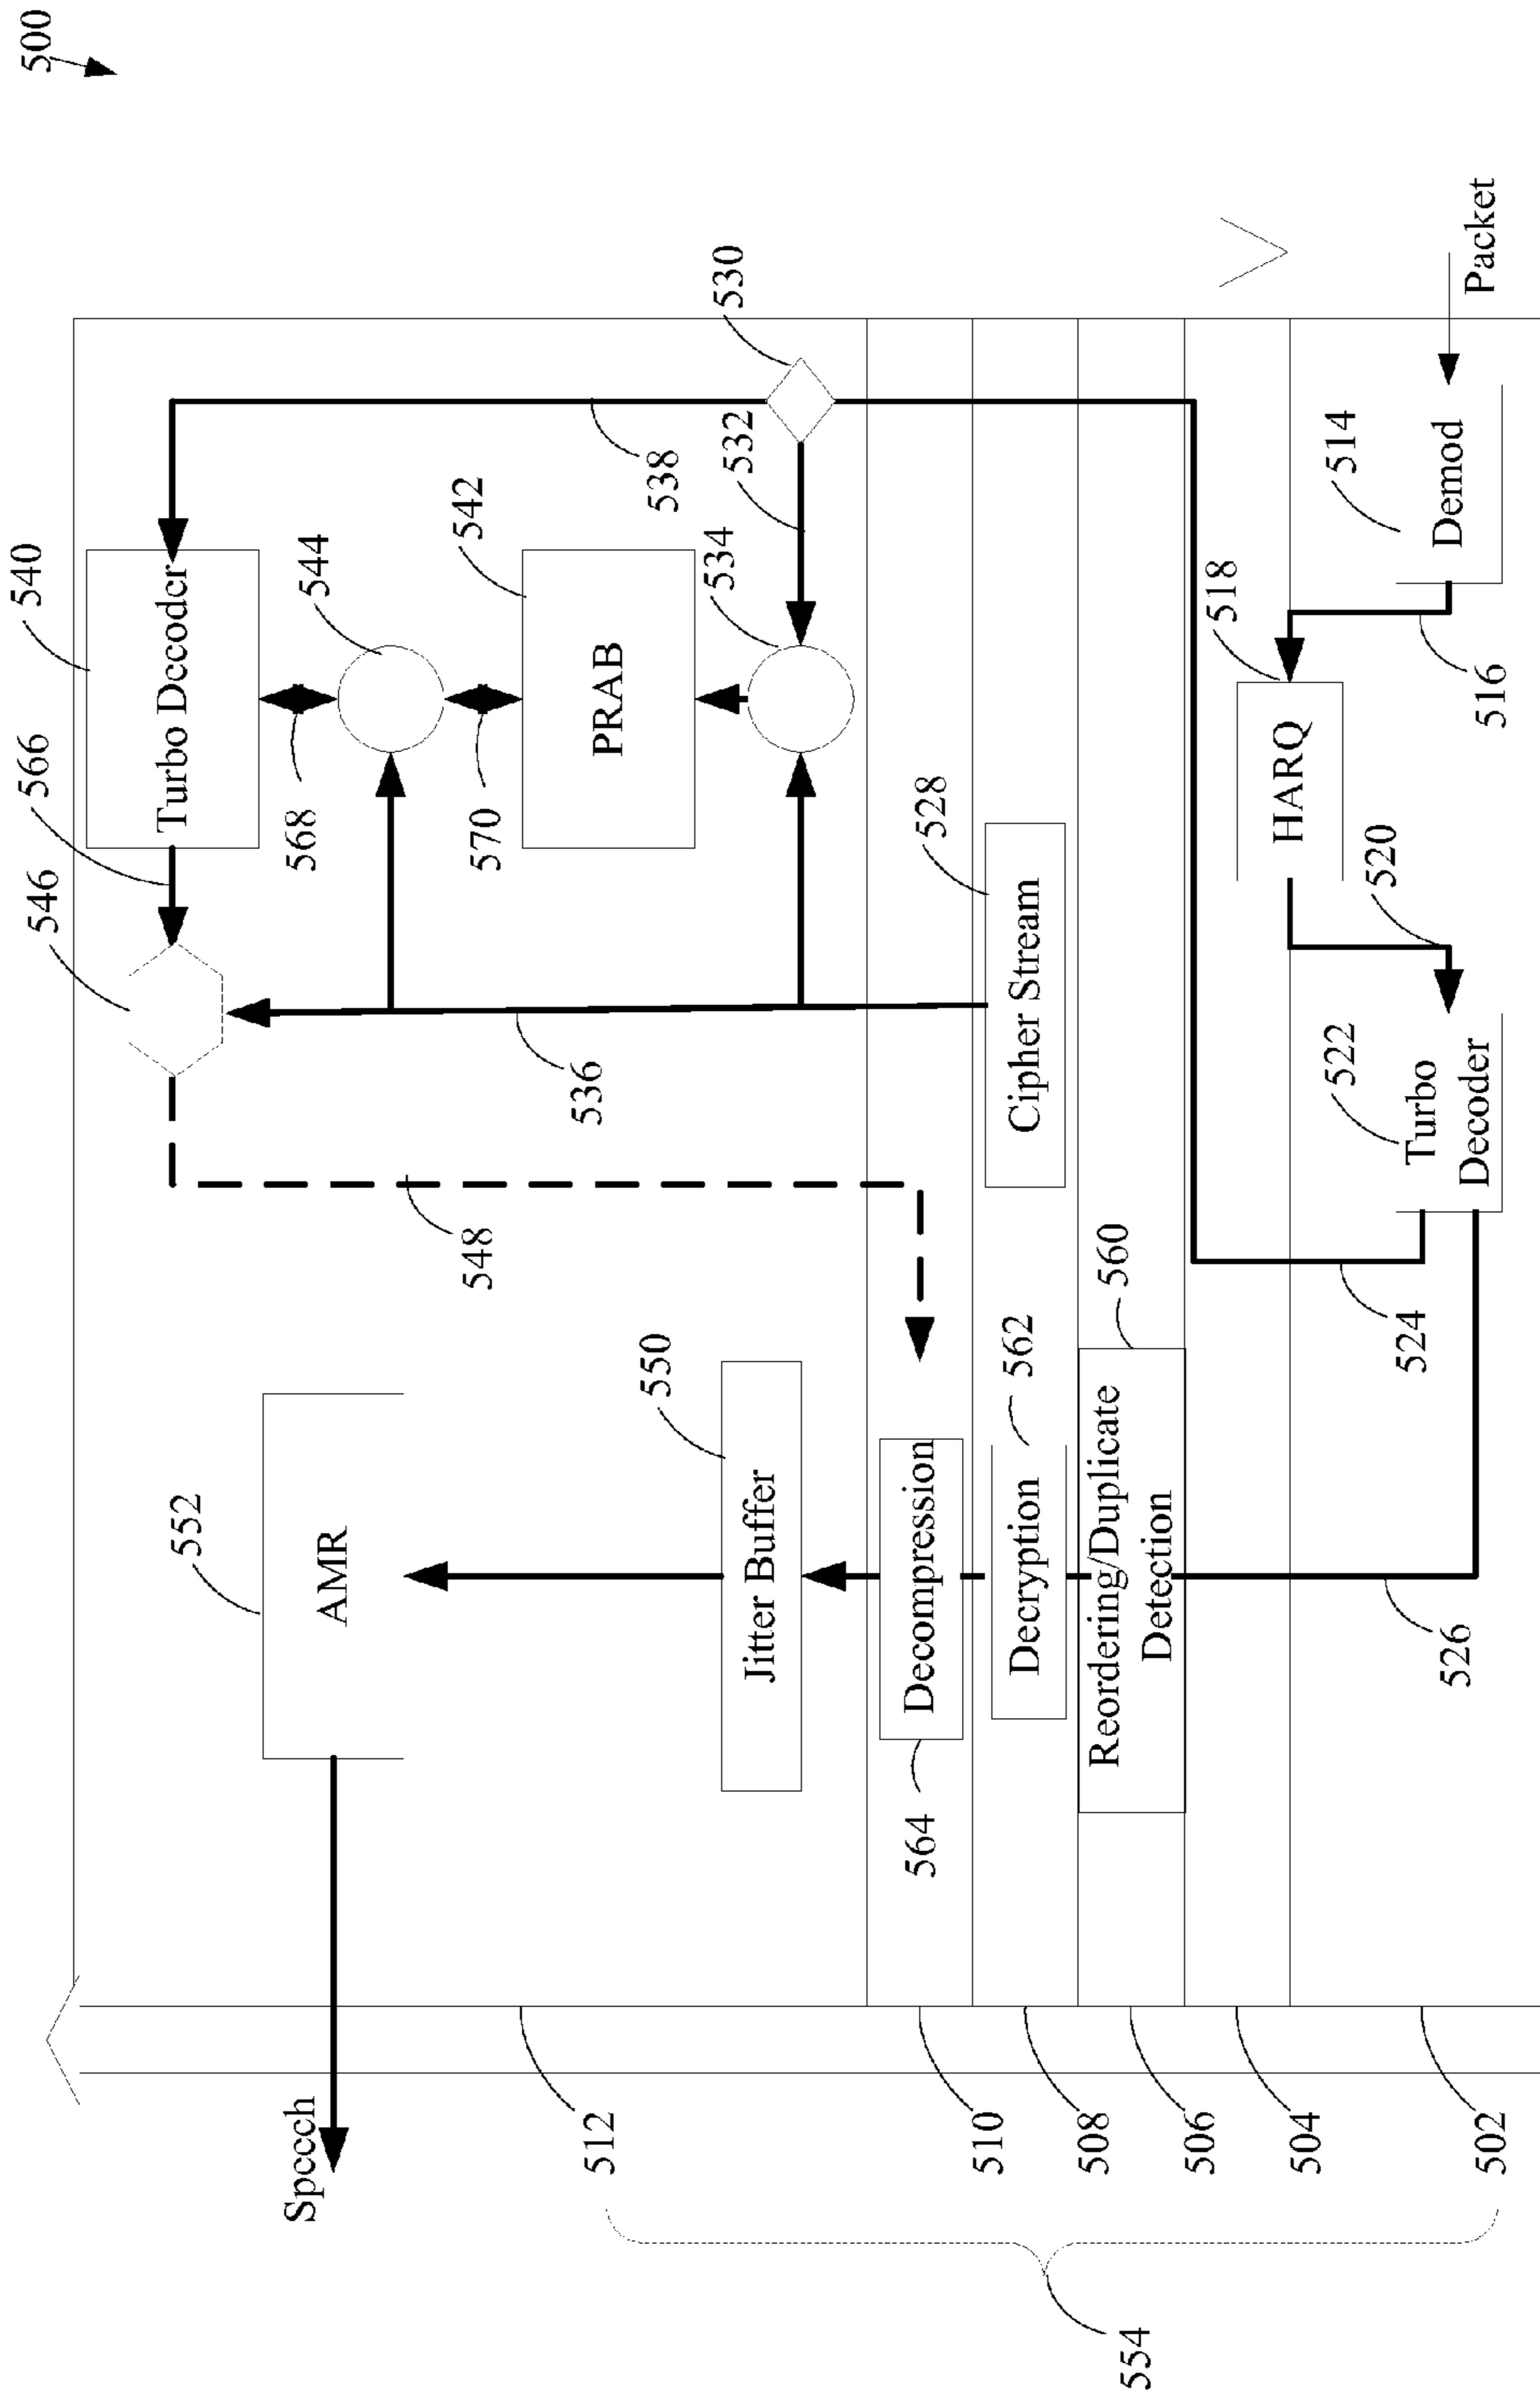 500
540
566
546
Turbo Decoder
552
544
Speech
568
AMR
542
548
570
PRAB
512
536
550
538
534
530
532
Jitter Buffer
564
Decompression
528
510
562
Decryption
Cipher Stream
508
560
Reordering/Duplicate
Detection
554
506
518
504
HARQ
522
514
520
524
Turbo
Decoder
Demod
526
502
516
Packet